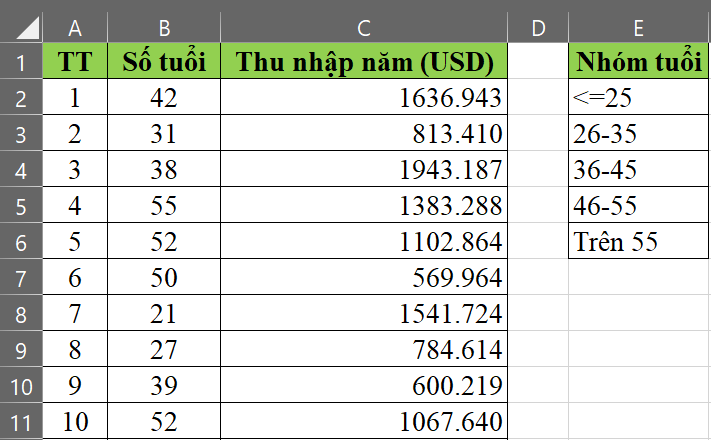 A B C D E
1 TT Số tuổi Thu nhập năm (USD) Nhóm tuổi
2 1 42 1636.943 <=25
3 2 31 813.410 26-35
4 3 38 1943.187 36-45
5 4 55 1383.288 46-55
6 5 52 1102.864 Trên 55
7 6 50 569.964
8 7 21 1541.724
9 8 27 784.614
10 9 39 600.219
11 10 52 1067.640